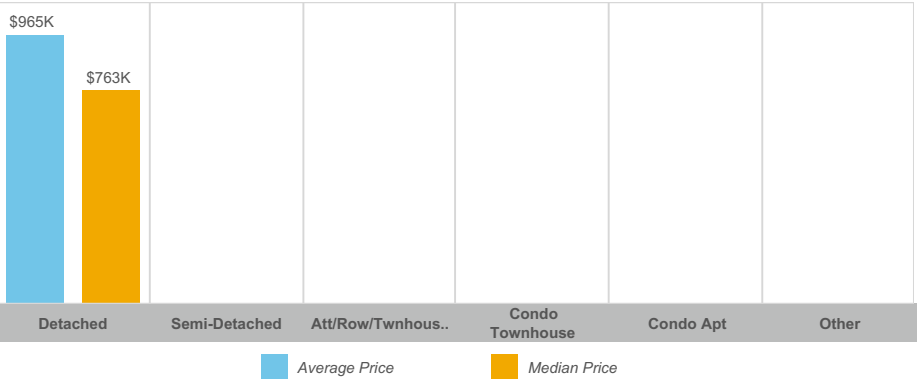 $965K
$763K
Detached
Semi-Detached
Att/Row/Twnhous..
Condo
Townhouse
Condo Apt
Other
Average Price
Median Price